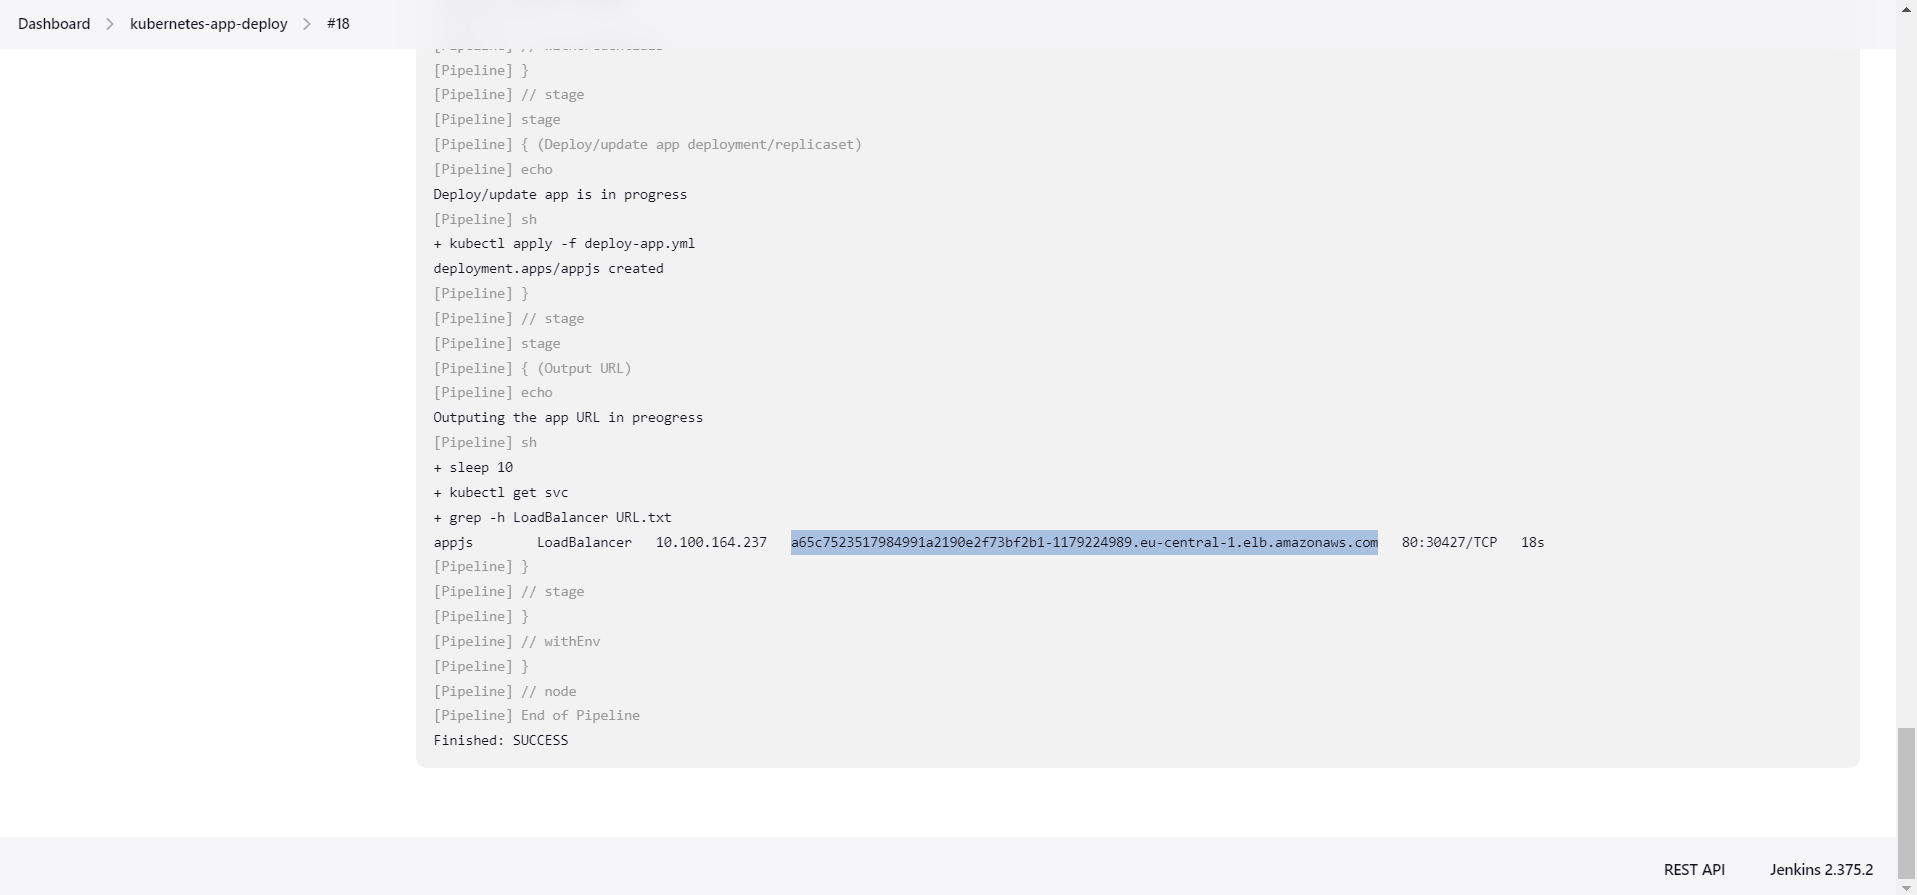 Dashboard > kubernetes-app-deploy > #18
[Pipeline] }
[Pipeline] // stage
[Pipeline] stage
[Pipeline] { (Deploy/update app deployment/replicaset)
[Pipeline] echo
Deploy/update app is in progress
[Pipeline] sh
+ kubectl apply -f deploy-app.yml
deployment.apps/appjs created
[Pipeline] }
[Pipeline] // stage
[Pipeline] stage
[Pipeline] { (Output URL)
[Pipeline] echo
Outputing the app URL in preogress
[Pipeline] sh
+ sleep 10
+ kubectl get svc
+ grep -h LoadBalancer URL.txt
appjs        LoadBalancer   10.100.164.237   a65c7523517984991a2190e2f73bf2b1-1179224989.eu-central-1.elb.amazonaws.com   80:30427/TCP   18s
[Pipeline] }
[Pipeline] // stage
[Pipeline] }
[Pipeline] // withEnv
[Pipeline] }
[Pipeline] // node
[Pipeline] End of Pipeline
Finished: SUCCESS
REST API
Jenkins 2.375.2